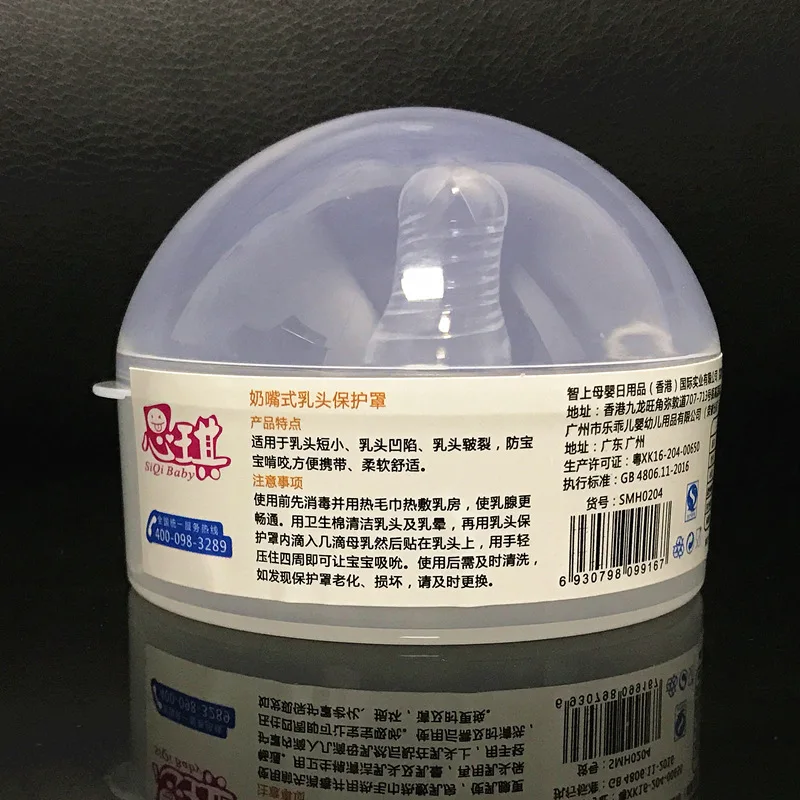 思琪
SiQi Baby
全国统一服务热线
400-098-3289
奶嘴式乳头保护罩
产品特点
适用于乳头短小、乳头凹陷、乳头皲裂，防宝
宝啃咬,方便携带、柔软舒适。
注意事项
使用前先消毒并用热毛巾热敷乳房，使乳腺更
畅通。用卫生棉清洁乳头及乳晕，再用乳头保
护罩内滴入几滴母乳然后贴在乳头上，用手轻
压住四周即可让宝宝吸吮。使用后需及时清洗，
如发现保护罩老化、损坏，请及时更换。
智上母婴日用品（香港）国际实业有限
地址：香港九龙旺角弥敦道707-713号
广州市乐乖儿婴幼儿用品有限公司
地址：广东 广州
生产许可证：粤XK16-204-00650
执行标准：GB 4806.11-2016
货号：SMH0204
6 930798 099167